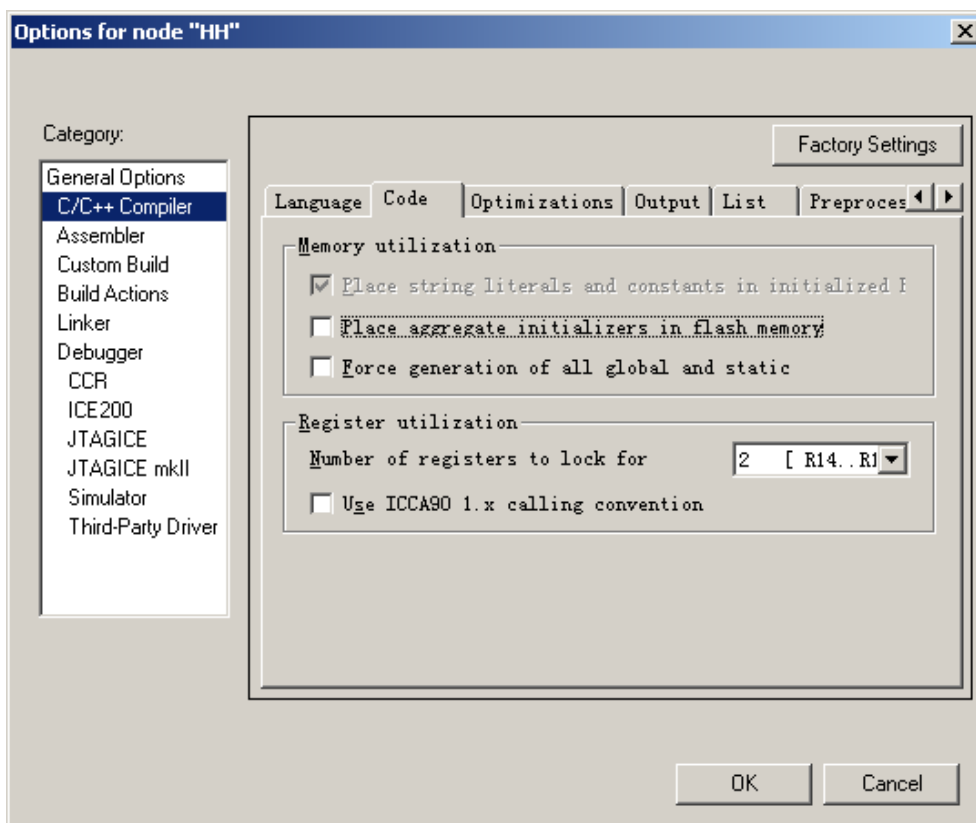 Options for node "HH"
Category:
General Options
C/C++ Compiler
Assembler
Custom Build
Build Actions
Linker
Debugger
CCR
ICE200
JTAGICE
JTAGICE mkII
Simulator
Third-Party Driver
Factory Settings
Language Code Optimizations Output List Preproces
Memory utilization
Place string literals and constants in initialized
Place aggregate initializers in flash memory
Force generation of all global and static
Register utilization
Number of registers to lock for 2 [ R14..R1
Use ICCA90 1.x calling convention
OK Cancel